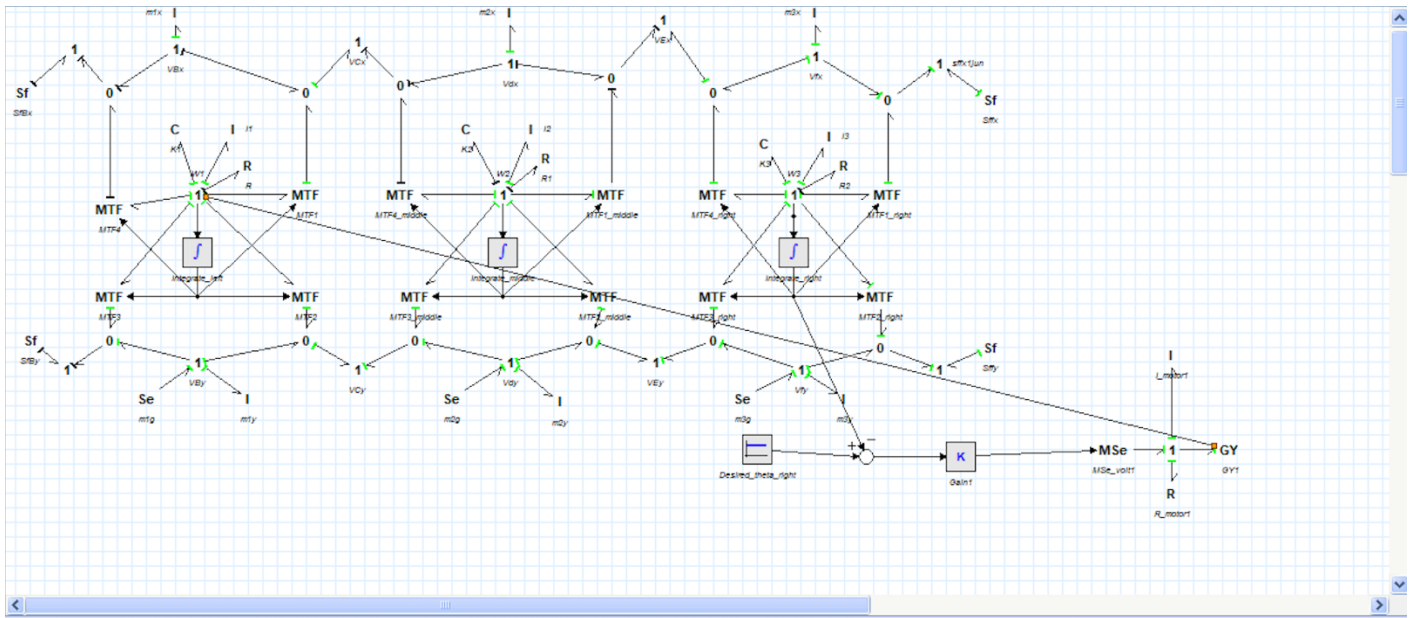 m1x I m2x I m3x I
1 1 VBx 1 VCx 1 Vdx 1 VEx 1 Vfx 1 sffx1jun
Sf SfBx 0 0 0 0 0 0 Sf Sffx
C K1 I I1 C K2 I I2 C K3 I I3
W1 R R W2 R R1 W3 R R2
MTF MTF4 1 MTF MTF1 MTF MTF4_middle 1 MTF MTF1_middle MTF MTF4_right 1 MTF MTF1_right
∫ ∫ ∫
Integrate_left Integrate_middle Integrate_right
MTF MTF MTF MTF MTF MTF
MTF3 MTF2 MTF3_middle MTF2_middle MTF3_right MTF2_right
Sf SfBy 0 0 0 0 0 0 Sf Sffy
1 1 VBy 1 VCy 1 Vdy 1 VEy 1 Vfy 1
Se I Se I Se I
m1g m1y m2g m2y m3g m3y
I
I_motor1
+ −
K MSe 1 GY
Desired_theta_right Gain1 MSe_volt1 GY1
R
R_motor1